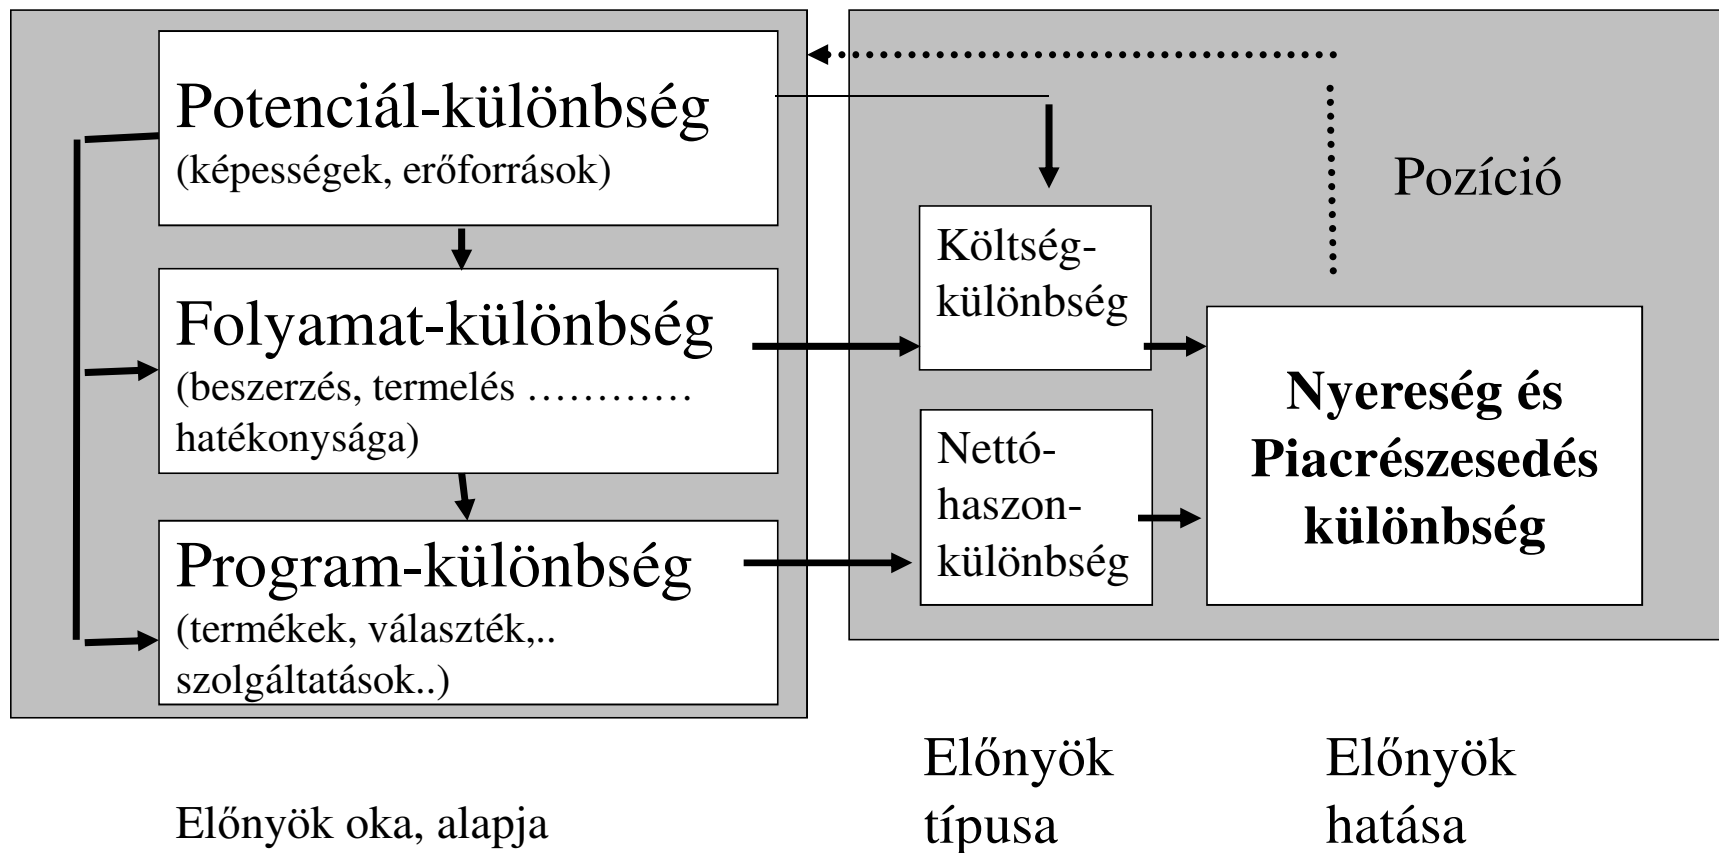 Potenciál-különbség
(képességek, erőforrások)
Folyamat-különbség
(beszerzés, termelés …………
hatékonysága)
Program-különbség
(termékek, választék,..
szolgáltatások..)
Költség-
különbség
Nettó-
haszon-
különbség
Pozíció
Nyereség és
Piacrészesedés
különbség
Előnyök oka, alapja
Előnyök
típusa
Előnyök
hatása